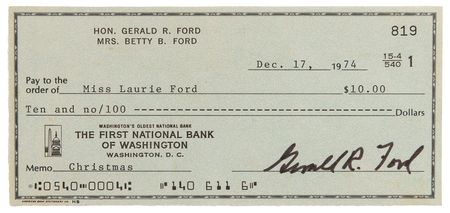 HON. GERALD R. FORD
MRS. BETTY B. FORD
819
Dec. 17, 1974
15-4
540
1
Pay to the
order of Miss Laurie Ford $10.00
Ten and no/100 Dollars
WASHINGTON'S OLDEST NATIONAL BANK
THE FIRST NATIONAL BANK
OF WASHINGTON
WASHINGTON, D. C.
Memo Christmas Gerald R. Ford
⑆0540⑉0004⑆ ⑈140 611 6⑈